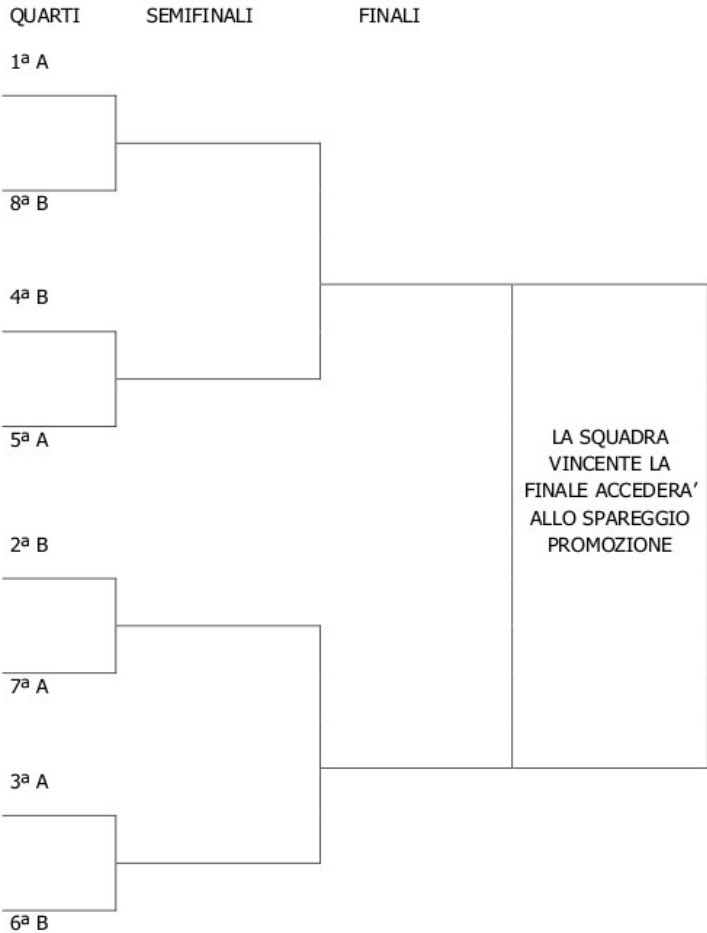 QUARTI SEMIFINALI FINALI
1ª A
8ª B
4ª B
5ª A
LA SQUADRA
VINCENTE LA
FINALE ACCEDERA’
ALLO SPAREGGIO
PROMOZIONE
2ª B
7ª A
3ª A
6ª B